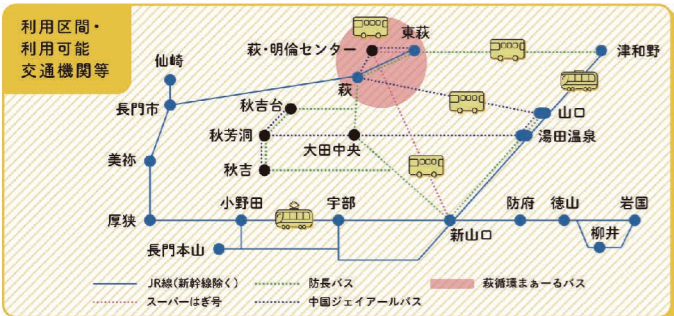 利用区間・
利用可能
交通機関等
仙崎
萩・明倫センター
東萩
津和野
萩
長門市
秋吉台
山口
秋芳洞
大田中央
湯田温泉
美祢
秋吉
厚狭
小野田
宇部
新山口
防府
徳山
岩国
柳井
長門本山
JR線(新幹線除く)
防長バス
萩循環まぁーるバス
スーパーはぎ号
中国ジェイアールバス